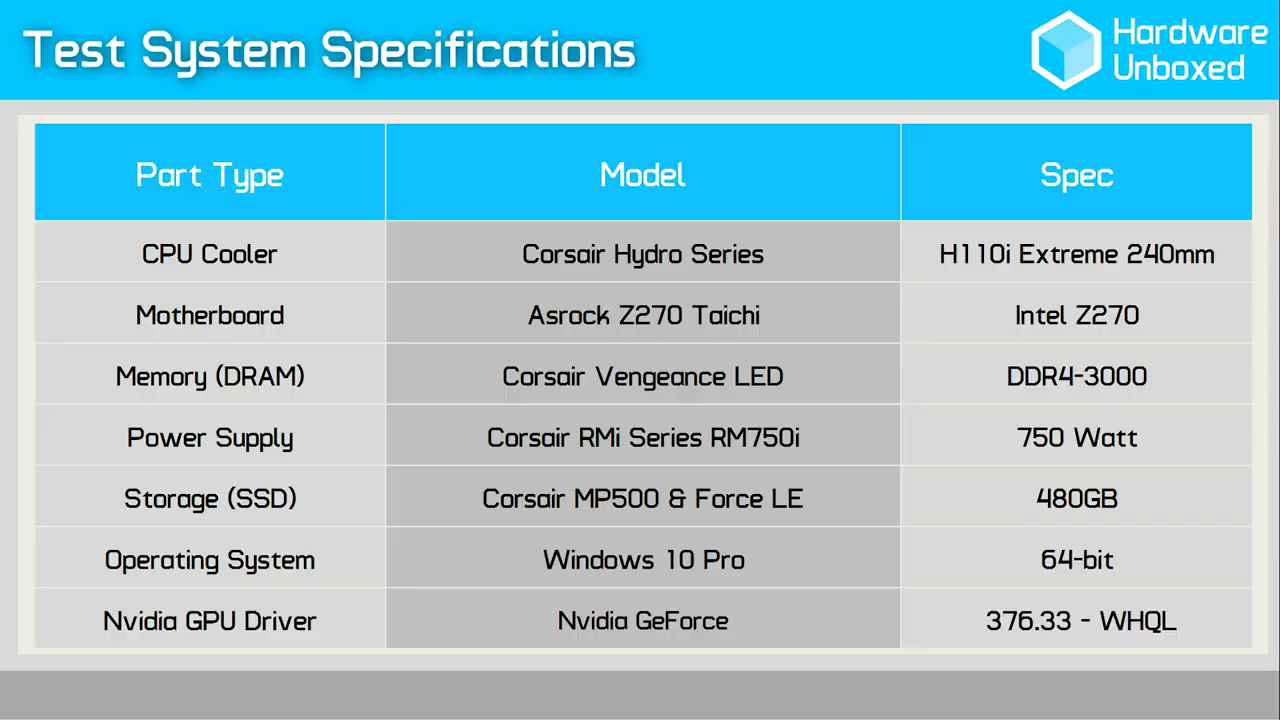 Test System Specifications
Hardware
Unboxed
Part Type Model Spec
CPU Cooler Corsair Hydro Series H110i Extreme 240mm
Motherboard Asrock Z270 Taichi Intel Z270
Memory (DRAM) Corsair Vengeance LED DDR4-3000
Power Supply Corsair RMi Series RM750i 750 Watt
Storage (SSD) Corsair MP500 & Force LE 480GB
Operating System Windows 10 Pro 64-bit
Nvidia GPU Driver Nvidia GeForce 376.33 - WHQL